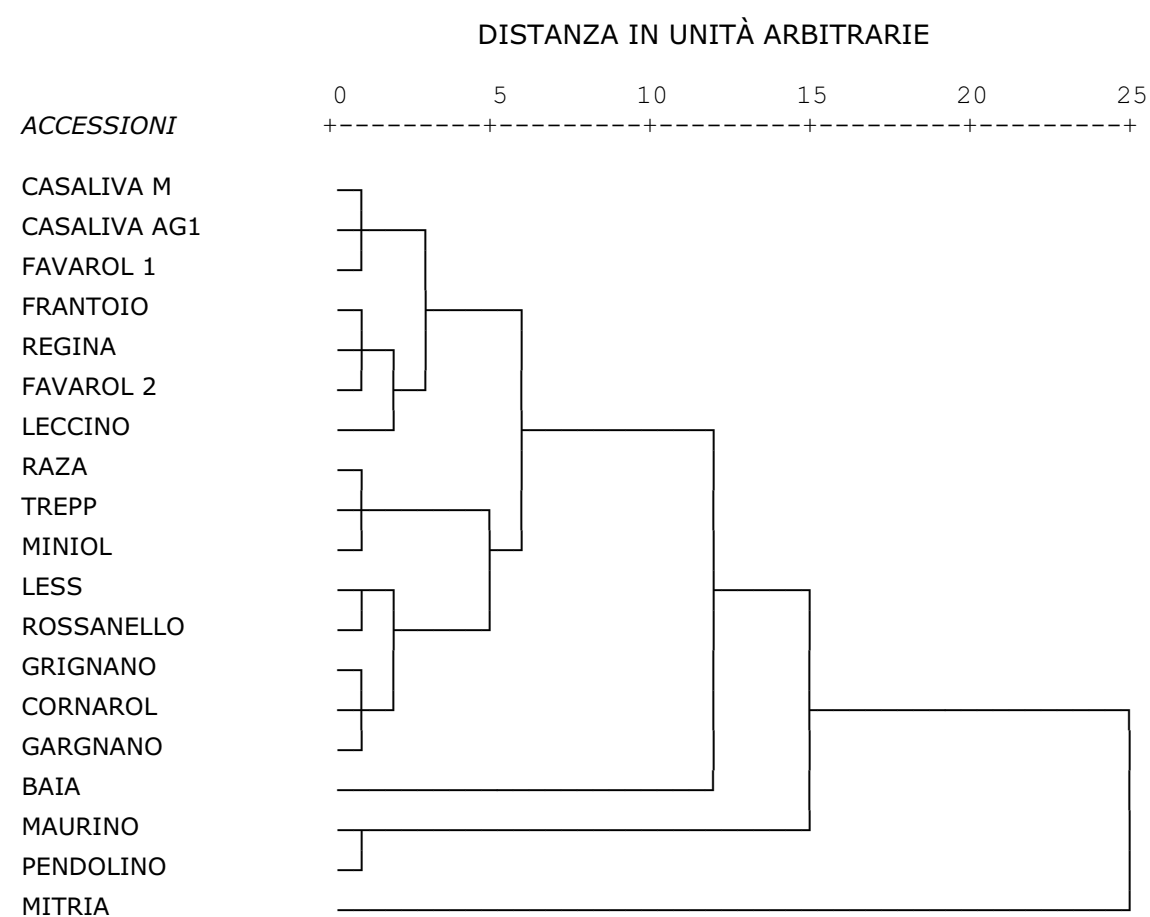 DISTANZA IN UNITÀ ARBITRARIE
0 5 10 15 20 25
ACCESSIONI +---------+---------+---------+---------+---------+
CASALIVA M
CASALIVA AG1
FAVAROL 1
FRANTOIO
REGINA
FAVAROL 2
LECCINO
RAZA
TREPP
MINIOL
LESS
ROSSANELLO
GRIGNANO
CORNAROL
GARGNANO
BAIA
MAURINO
PENDOLINO
MITRIA